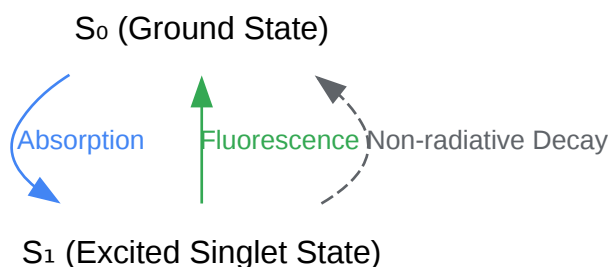 S₀ (Ground State)
Absorption
Fluorescence
Non-radiative Decay
S₁ (Excited Singlet State)